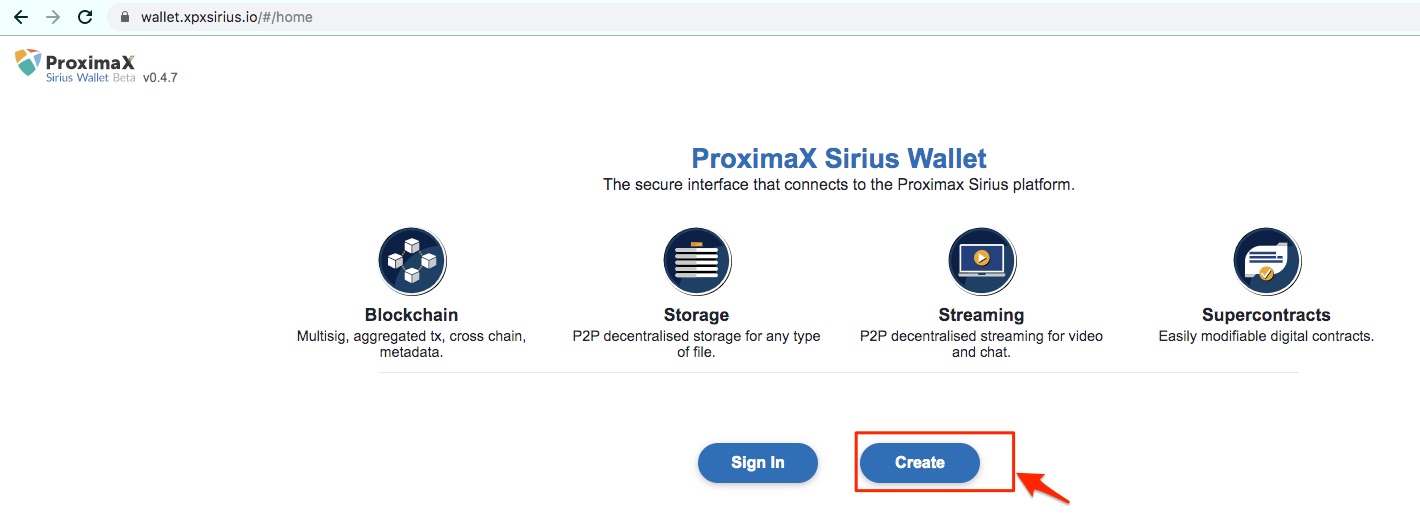 wallet.xpxsirius.io/#/home
ProximaX
Sirius Wallet Beta v0.4.7
ProximaX Sirius Wallet
The secure interface that connects to the Proximax Sirius platform.
Blockchain
Multisig, aggregated tx, cross chain,
metadata.
Storage
P2P decentralised storage for any type
of file.
Streaming
P2P decentralised streaming for video
and chat.
Supercontracts
Easily modifiable digital contracts.
Sign In
Create